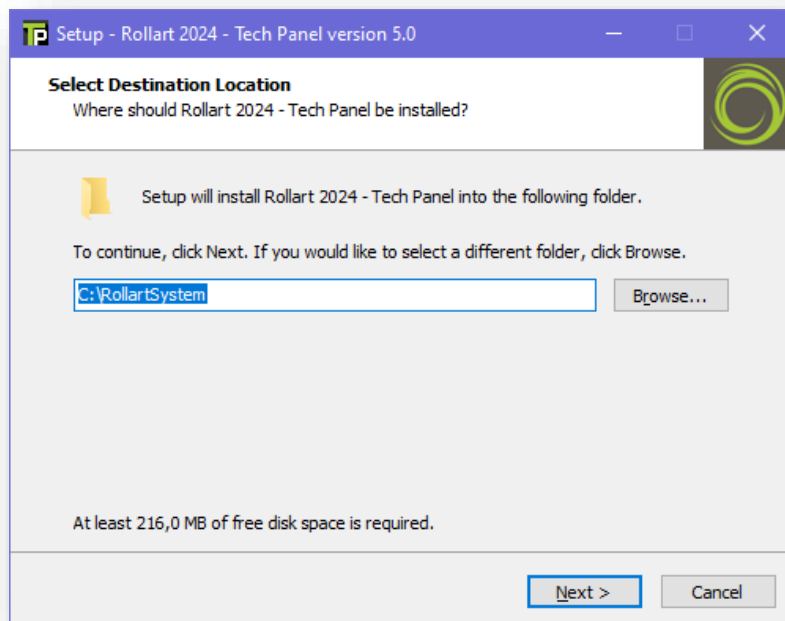 TP Setup - Rollart 2024 - Tech Panel version 5.0
Select Destination Location
Where should Rollart 2024 - Tech Panel be installed?
Setup will install Rollart 2024 - Tech Panel into the following folder.
To continue, click Next. If you would like to select a different folder, click Browse.
C:\RollartSystem
Browse...
At least 216,0 MB of free disk space is required.
Next >
Cancel